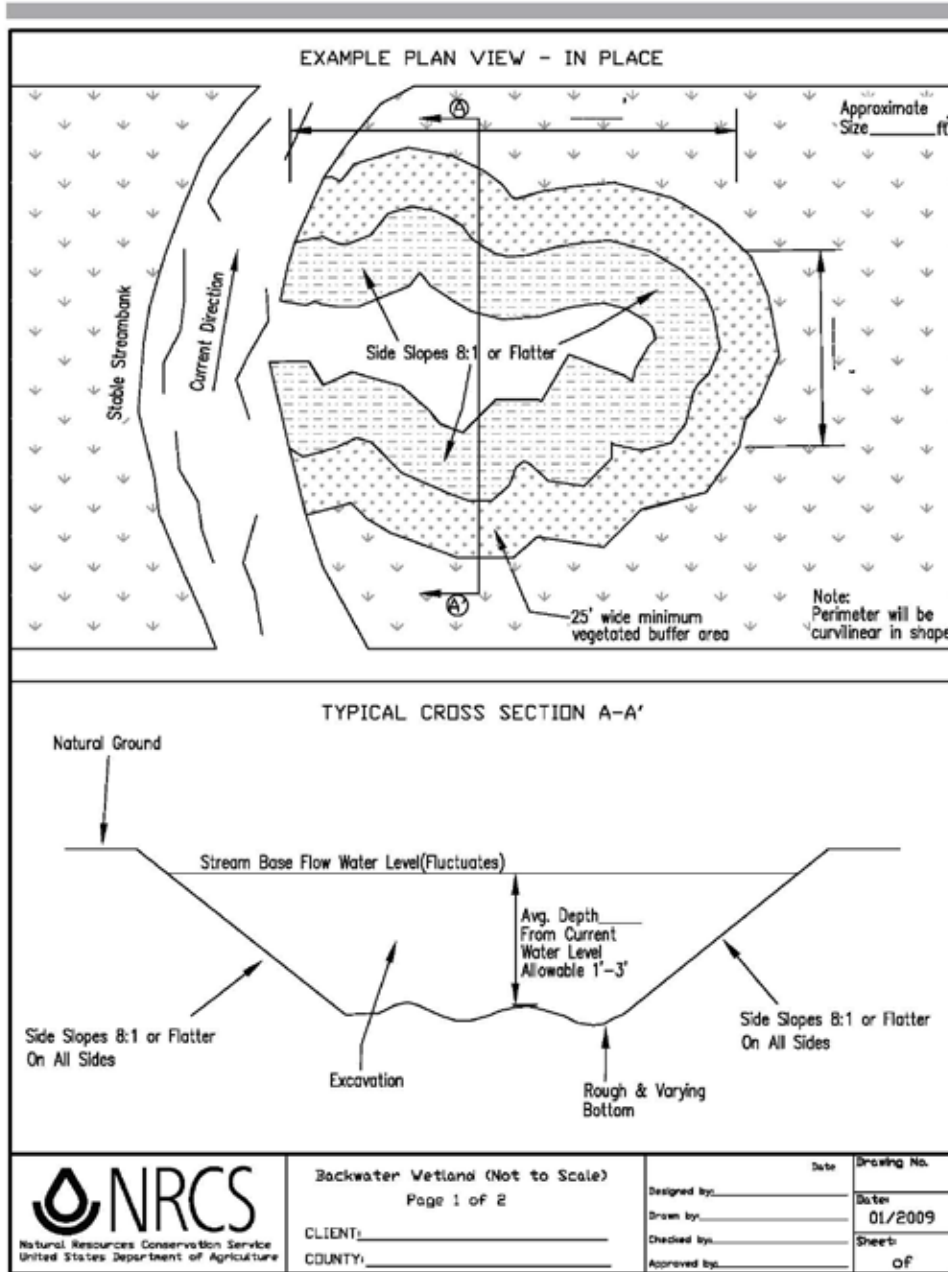 EXAMPLE PLAN VIEW - IN PLACE
A
'
Approximate
Size______ft
Stable Streambank
Current Direction
Side Slopes 8:1 or Flatter
A'
25' wide minimum
vegetated buffer area
Note:
Perimeter will be
curvilinear in shape
TYPICAL CROSS SECTION A-A'
Natural Ground
Stream Base Flow Water Level(Fluctuates)
Avg. Depth_____
From Current
Water Level
Allowable 1'-3'
Side Slopes 8:1 or Flatter
On All Sides
Side Slopes 8:1 or Flatter
On All Sides
Excavation
Rough & Varying
Bottom
NRCS
Natural Resources Conservation Service
United States Department of Agriculture
Backwater Wetland (Not to Scale)
Page 1 of 2
CLIENT:
COUNTY:
Date
Designed by:
Drawn by:
Checked by:
Approved by:
Drawing No.
Date:
01/2009
Sheet:
of